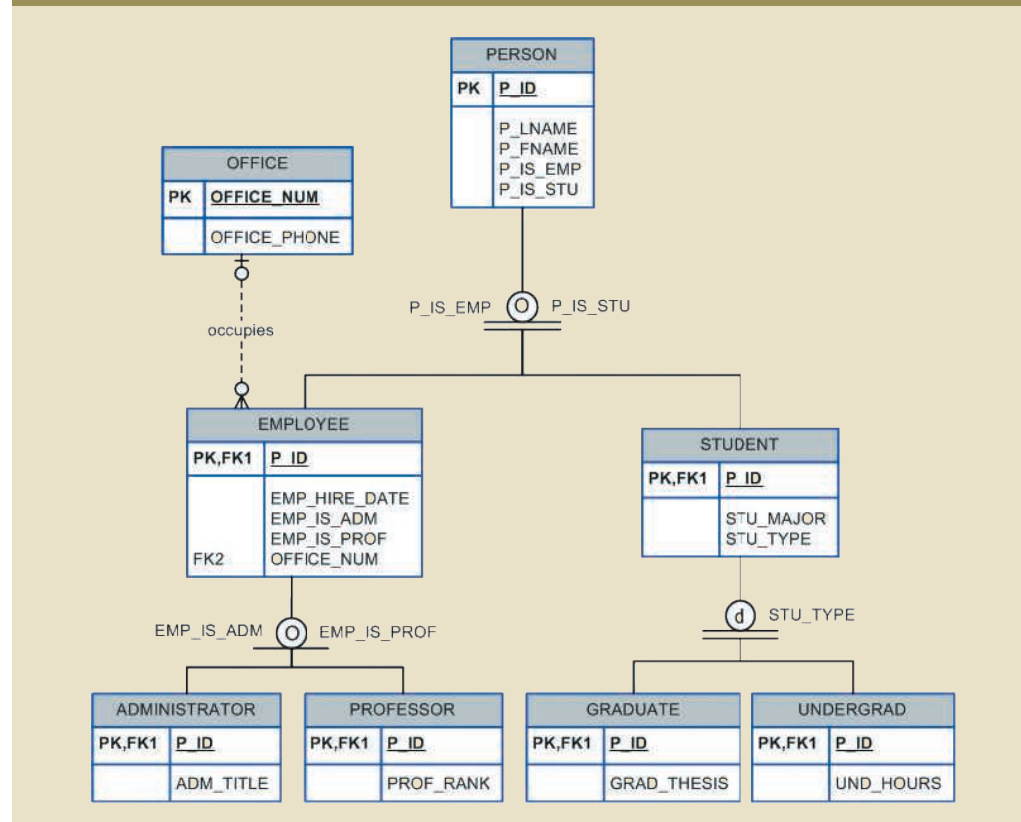 PERSON
PK P_ID
P_LNAME
P_FNAME
P_IS_EMP
P_IS_STU
OFFICE
PK OFFICE_NUM
OFFICE_PHONE
P_IS_EMP O P_IS_STU
occupies
EMPLOYEE
PK,FK1 P_ID
EMP_HIRE_DATE
EMP_IS_ADM
EMP_IS_PROF
FK2 OFFICE_NUM
STUDENT
PK,FK1 P_ID
STU_MAJOR
STU_TYPE
EMP_IS_ADM O EMP_IS_PROF
d STU_TYPE
ADMINISTRATOR
PK,FK1 P_ID
ADM_TITLE
PROFESSOR
PK,FK1 P_ID
PROF_RANK
GRADUATE
PK,FK1 P_ID
GRAD_THESIS
UNDERGRAD
PK,FK1 P_ID
UND_HOURS